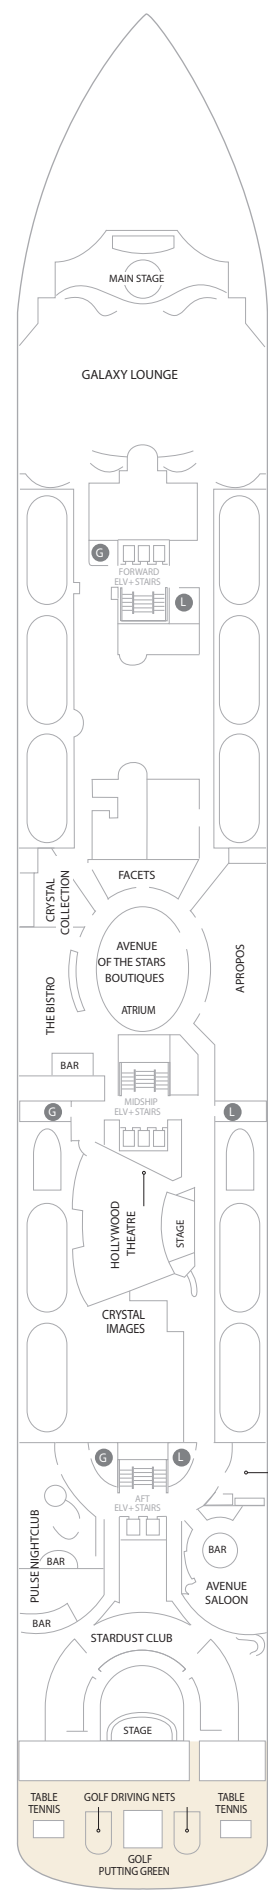 MAIN STAGE
GALAXY LOUNGE
G
FORWARD
ELV+STAIRS
L
FACETS
CRYSTAL
COLLECTION
AVENUE
OF THE STARS
BOUTIQUES
ATRIUM
APROPOS
THE BISTRO
BAR
MIDSHIP
ELV+STAIRS
G
L
HOLLYWOOD
THEATRE
STAGE
CRYSTAL
IMAGES
G
L
AFT
ELV+STAIRS
PULSE NIGHTCLUB
BAR
BAR
BAR
AVENUE
SALOON
STARDUST CLUB
STAGE
TABLE
TENNIS
GOLF DRIVING NETS
TABLE
TENNIS
GOLF
PUTTING GREEN